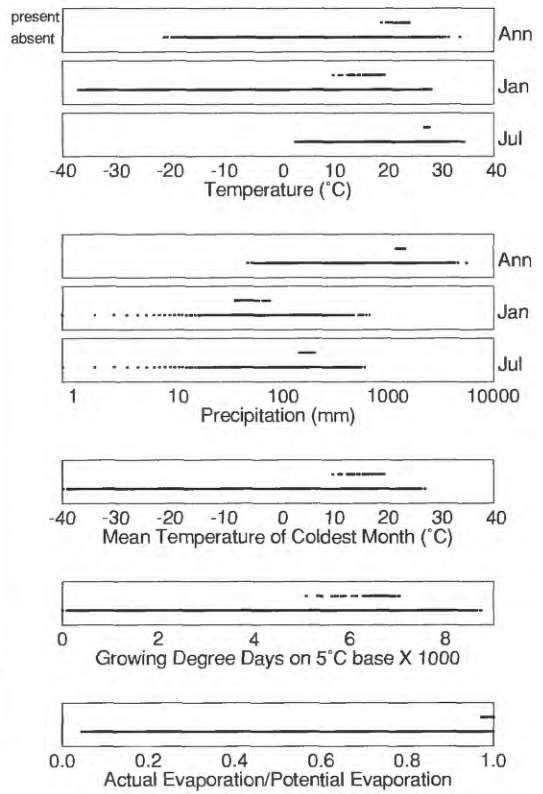 present
absent
Ann
Jan
Jul
-40 -30 -20 -10 0 10 20 30 40
Temperature (˚C)
Ann
Jan
Jul
1 10 100 1000 10000
Precipitation (mm)
-40 -30 -20 -10 0 10 20 30 40
Mean Temperature of Coldest Month (˚C)
0 2 4 6 8
Growing Degree Days on 5˚C base X 1000
0.0 0.2 0.4 0.6 0.8 1.0
Actual Evaporation/Potential Evaporation